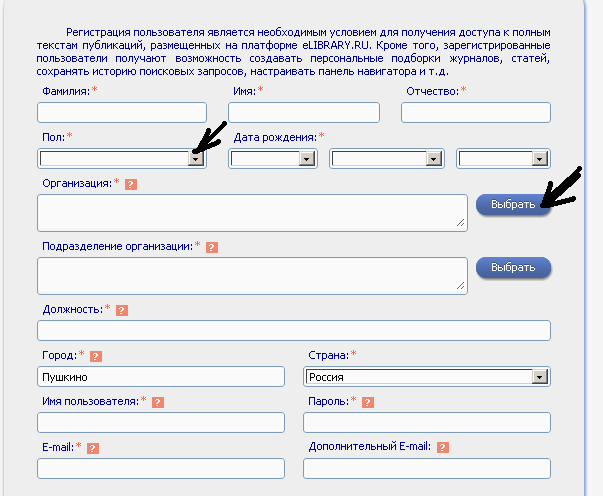 Регистрация пользователя является необходимым условием для получения доступа к полным
текстам публикаций, размещенных на платформе eLIBRARY.RU. Кроме того, зарегистрированные
пользователи получают возможность создавать персональные подборки журналов, статей,
сохранять историю поисковых запросов, настраивать панель навигатора и т.д.
Фамилия:* Имя:* Отчество:*
Пол:* Дата рождения:*
Организация:* ?
Выбрать
Подразделение организации:* ?
Выбрать
Должность:* ?
Город:* ? Страна:*
Пушкино Россия
Имя пользователя:* ? Пароль:* ?
E-mail:* ? Дополнительный E-mail: ?